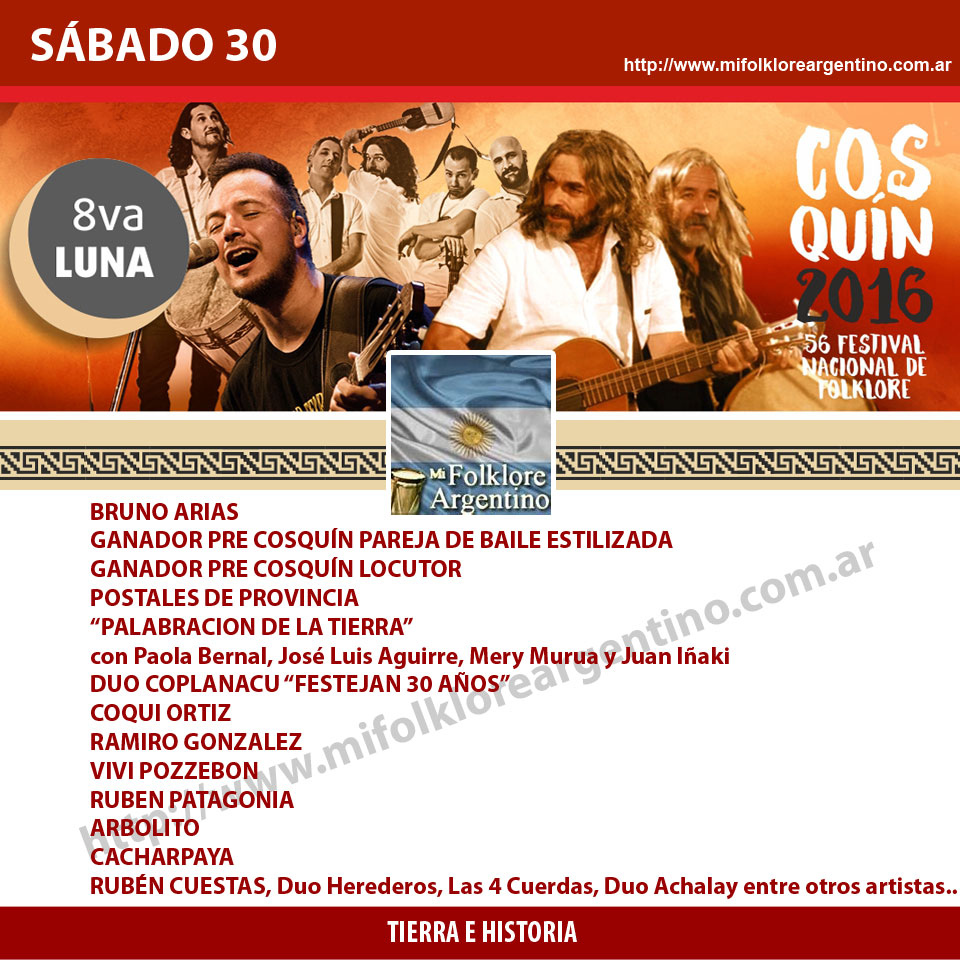 SÁBADO 30
http://www.mifolkloreargentino.com.ar
8va
LUNA
COS
QUÍN
2016
56 FESTIVAL
NACIONAL DE
FOLKLORE
Mi Folklore
Argentino
BRUNO ARIAS
GANADOR PRE COSQUÍN PAREJA DE BAILE ESTILIZADA
GANADOR PRE COSQUÍN LOCUTOR
POSTALES DE PROVINCIA
“PALABRACION DE LA TIERRA”
con Paola Bernal, José Luis Aguirre, Mery Murua y Juan Iñaki
DUO COPLANACU “FESTEJAN 30 AÑOS”
COQUI ORTIZ
RAMIRO GONZALEZ
VIVI POZZEBON
RUBEN PATAGONIA
ARBOLITO
CACHARPAYA
RUBÉN CUESTAS, Duo Herederos, Las 4 Cuerdas, Duo Achalay entre otros artistas..
http://www.mifolkloreargentino.com.ar
TIERRA E HISTORIA